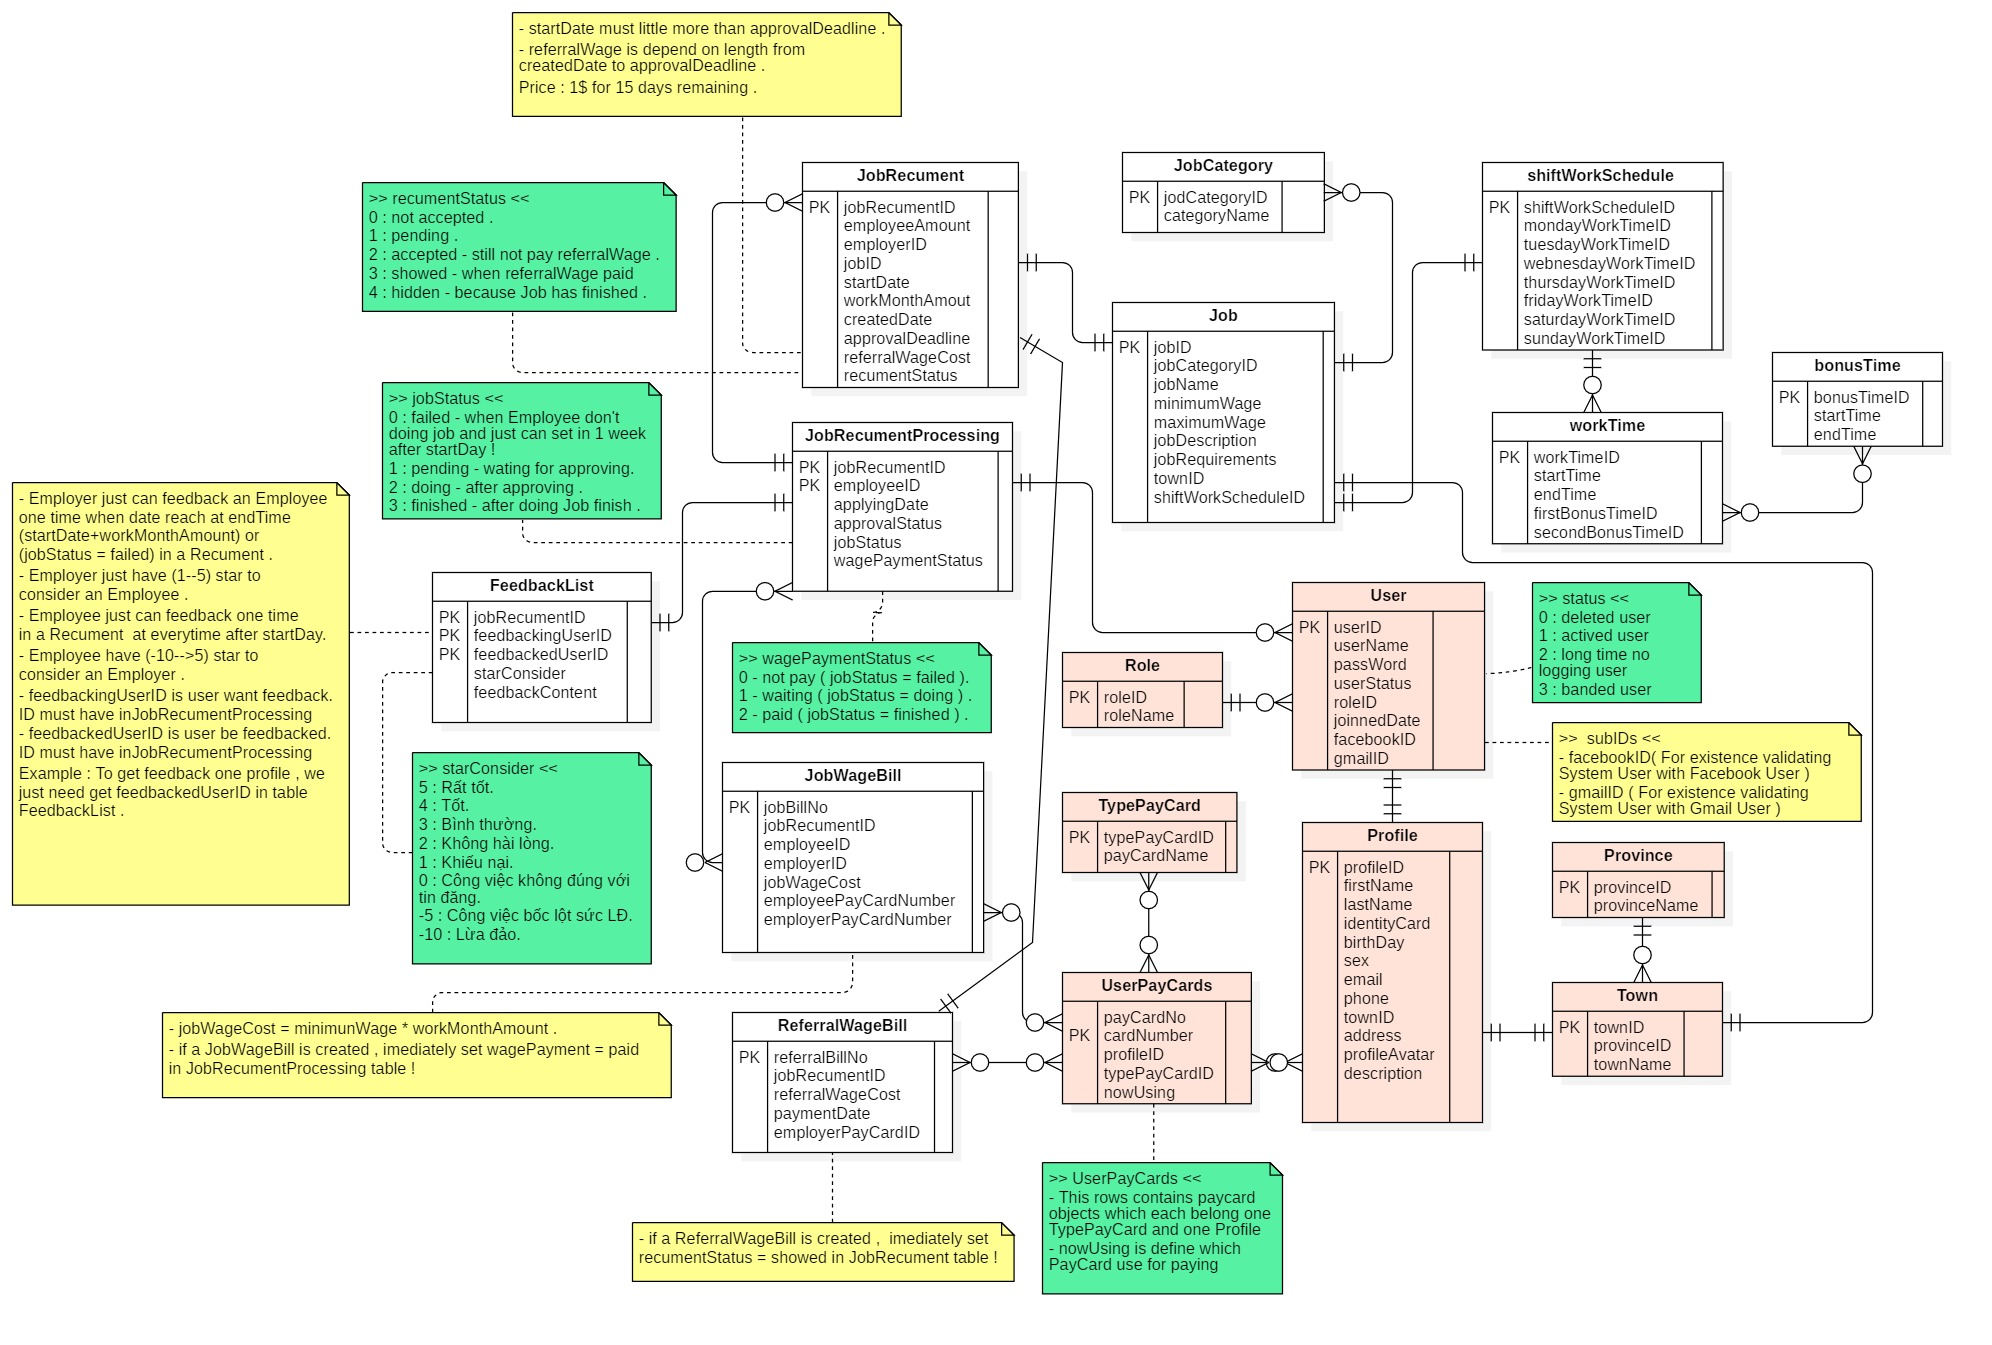 - startDate must little more than approvalDeadline .
- referralWage is depend on length from
createdDate to approvalDeadline .
Price : 1$ for 15 days remaining .
>> recumentStatus <<
0 : not accepted .
1 : pending .
2 : accepted - still not pay referralWage .
3 : showed - when referralWage paid
4 : hidden - because Job has finished .
JobRecument
PK jobRecumentID
employeeAmount
employerID
jobID
startDate
workMonthAmout
createdDate
approvalDeadline
referralWageCost
recumentStatus
JobCategory
PK jodCategoryID
categoryName
shiftWorkSchedule
PK shiftWorkScheduleID
mondayWorkTimeID
tuesdayWorkTimeID
webnesdayWorkTimeID
thursdayWorkTimeID
fridayWorkTimeID
saturdayWorkTimeID
sundayWorkTimeID
Job
PK jobID
jobCategoryID
jobName
minimumWage
maximumWage
jobDescription
jobRequirements
townID
shiftWorkScheduleID
bonusTime
PK bonusTimeID
startTime
endTime
workTime
PK workTimeID
startTime
endTime
firstBonusTimeID
secondBonusTimeID
>> jobStatus <<
0 : failed - when Employee don't
doing job and just can set in 1 week
after startDay !
1 : pending - wating for approving.
2 : doing - after approving .
3 : finished - after doing Job finish .
JobRecumentProcessing
PK jobRecumentID
PK employeeID
applyingDate
approvalStatus
jobStatus
wagePaymentStatus
- Employer just can feedback an Employee
one time when date reach at endTime
(startDate+workMonthAmount) or
(jobStatus = failed) in a Recument .
- Employer just have (1--5) star to
consider an Employee .
- Employee just can feedback one time
in a Recument  at everytime after startDay.
- Employee have (-10-->5) star to
consider an Employer .
- feedbackingUserID is user want feedback.
ID must have inJobRecumentProcessing
- feedbackedUserID is user be feedbacked.
ID must have inJobRecumentProcessing
Example : To get feedback one profile , we
just need get feedbackedUserID in table
FeedbackList .
FeedbackList
PK jobRecumentID
PK feedbackingUserID
PK feedbackedUserID
starConsider
feedbackContent
>> wagePaymentStatus <<
0 - not pay ( jobStatus = failed ).
1 - waiting ( jobStatus = doing ) .
2 - paid ( jobStatus = finished ) .
>> starConsider <<
5 : Rất tốt.
4 : Tốt.
3 : Bình thường.
2 : Không hài lòng.
1 : Khiếu nại.
0 : Công việc không đúng với
tin đăng.
-5 : Công việc bốc lột sức LĐ.
-10 : Lừa đảo.
User
PK userID
userName
passWord
userStatus
roleID
joinnedDate
facebookID
gmailID
>> status <<
0 : deleted user
1 : actived user
2 : long time no
logging user
3 : banded user
Role
PK roleID
roleName
>>  subIDs <<
- facebookID( For existence validating
System User with Facebook User )
- gmailID ( For existence validating
System User with Gmail User )
JobWageBill
PK jobBillNo
jobRecumentID
employeeID
employerID
jobWageCost
employeePayCardNumber
employerPayCardNumber
TypePayCard
PK typePayCardID
payCardName
Profile
PK profileID
firstName
lastName
identityCard
birthDay
sex
email
phone
townID
address
profileAvatar
description
Province
PK provinceID
provinceName
Town
PK townID
provinceID
townName
UserPayCards
payCardNo
PK cardNumber
profileID
typePayCardID
nowUsing
- jobWageCost = minimunWage * workMonthAmount .
- if a JobWageBill is created , imediately set wagePayment = paid
in JobRecumentProcessing table !
ReferralWageBill
PK referralBillNo
jobRecumentID
referralWageCost
paymentDate
employerPayCardID
>> UserPayCards <<
- This rows contains paycard
objects which each belong one
TypePayCard and one Profile
- nowUsing is define which
PayCard use for paying
- if a ReferralWageBill is created ,  imediately set
recumentStatus = showed in JobRecument table !